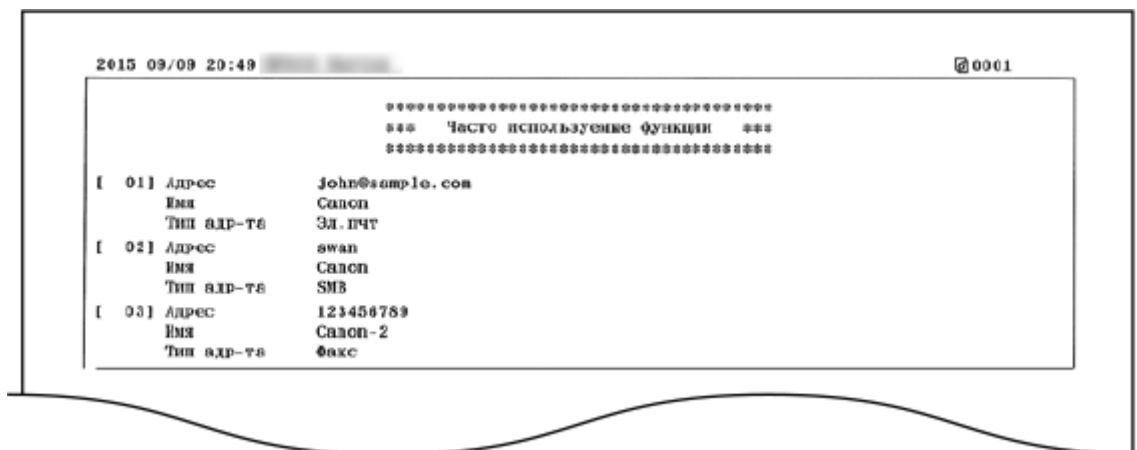 2015 09/09 20:49 0001
***********************************
*** Часто используемые функции ***
***********************************
[ 01] Адрес john@sample.com
Имя Canon
Тип адр-та Эл.пчт
[ 02] Адрес swan
Имя Canon
Тип адр-та SMB
[ 03] Адрес 123456789
Имя Canon-2
Тип адр-та Факс